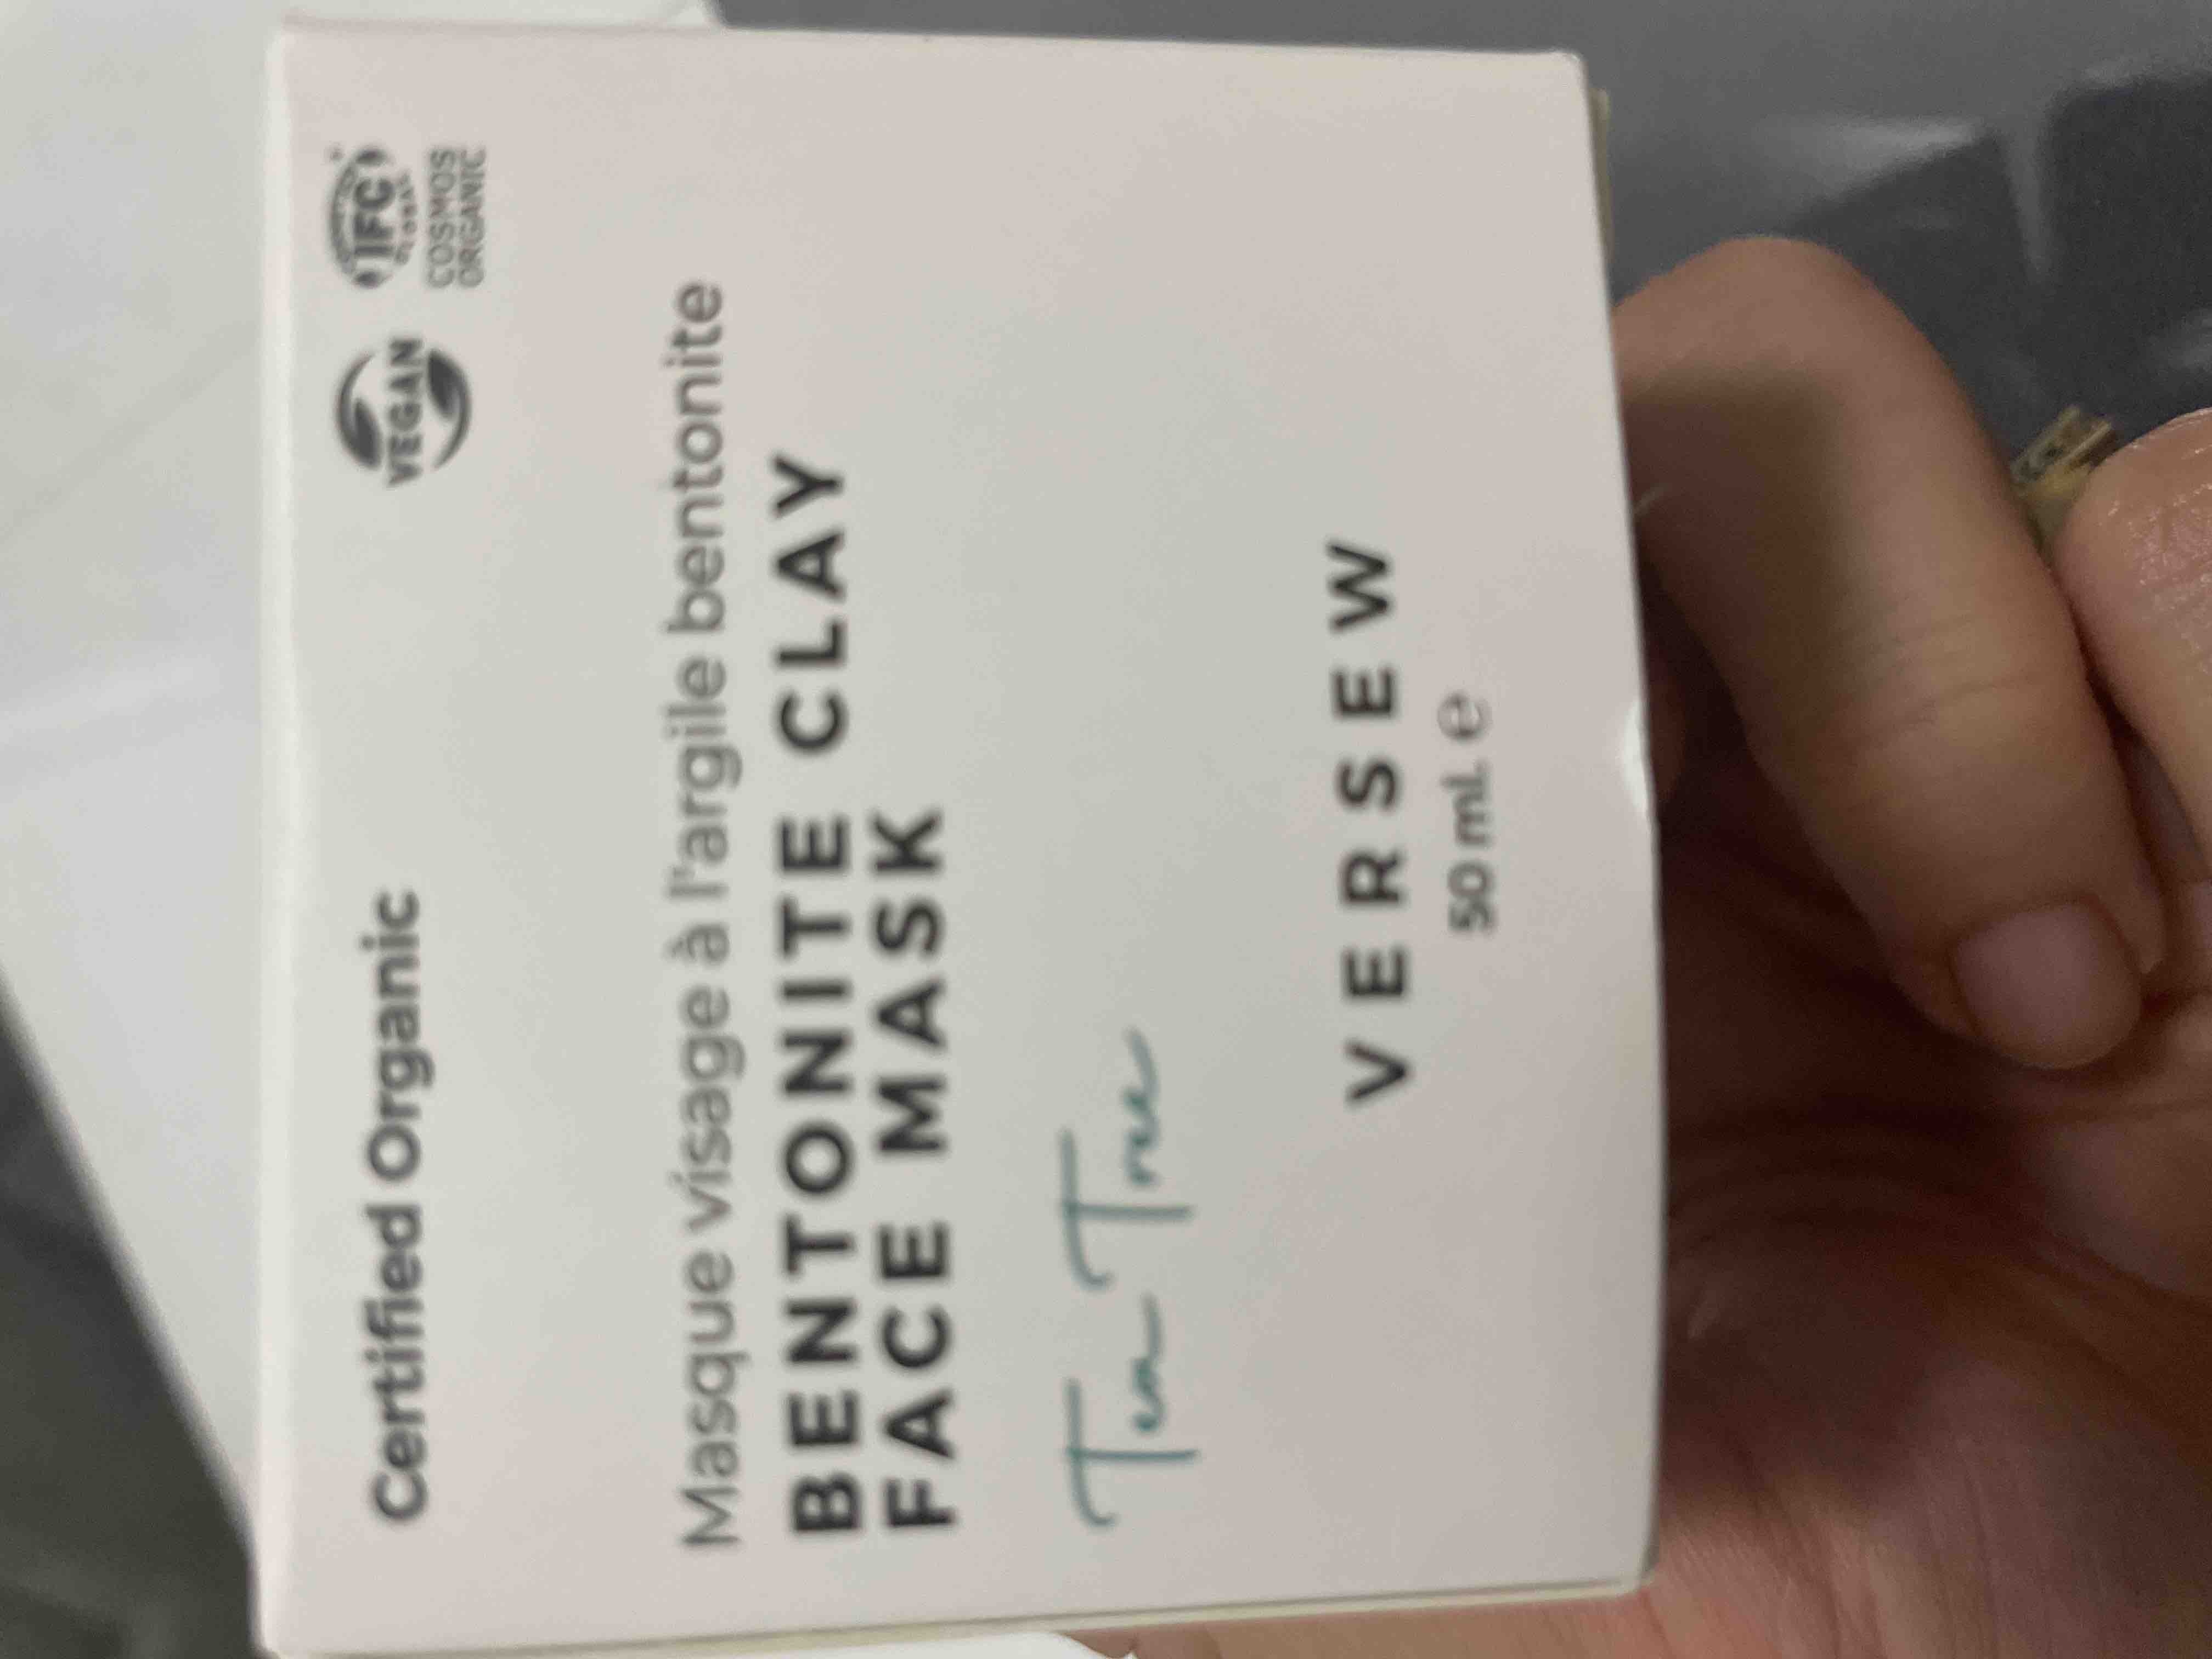 Certified Organic
VEGAN
IFC
COSMOS
ORGANIC
Masque visage à l'argile bentonite
BENTONITE CLAY
FACE MASK
Tea Tree
VERSEW
50 mL e